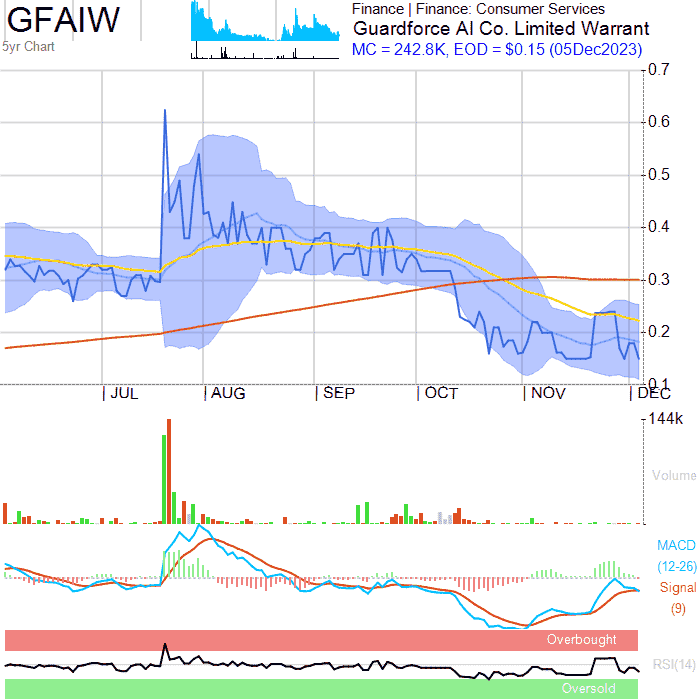 GFAIW
5yr Chart
Finance | Finance: Consumer Services
Guardforce AI Co. Limited Warrant
MC = 242.8K, EOD = $0.15 (05Dec2023)
0.7
0.6
0.5
0.4
0.3
0.2
0.1
JUL AUG SEP OCT NOV DEC
144k
Volume
MACD
(12-26)
Signal
(9)
Overbought
RSI(14)
Oversold